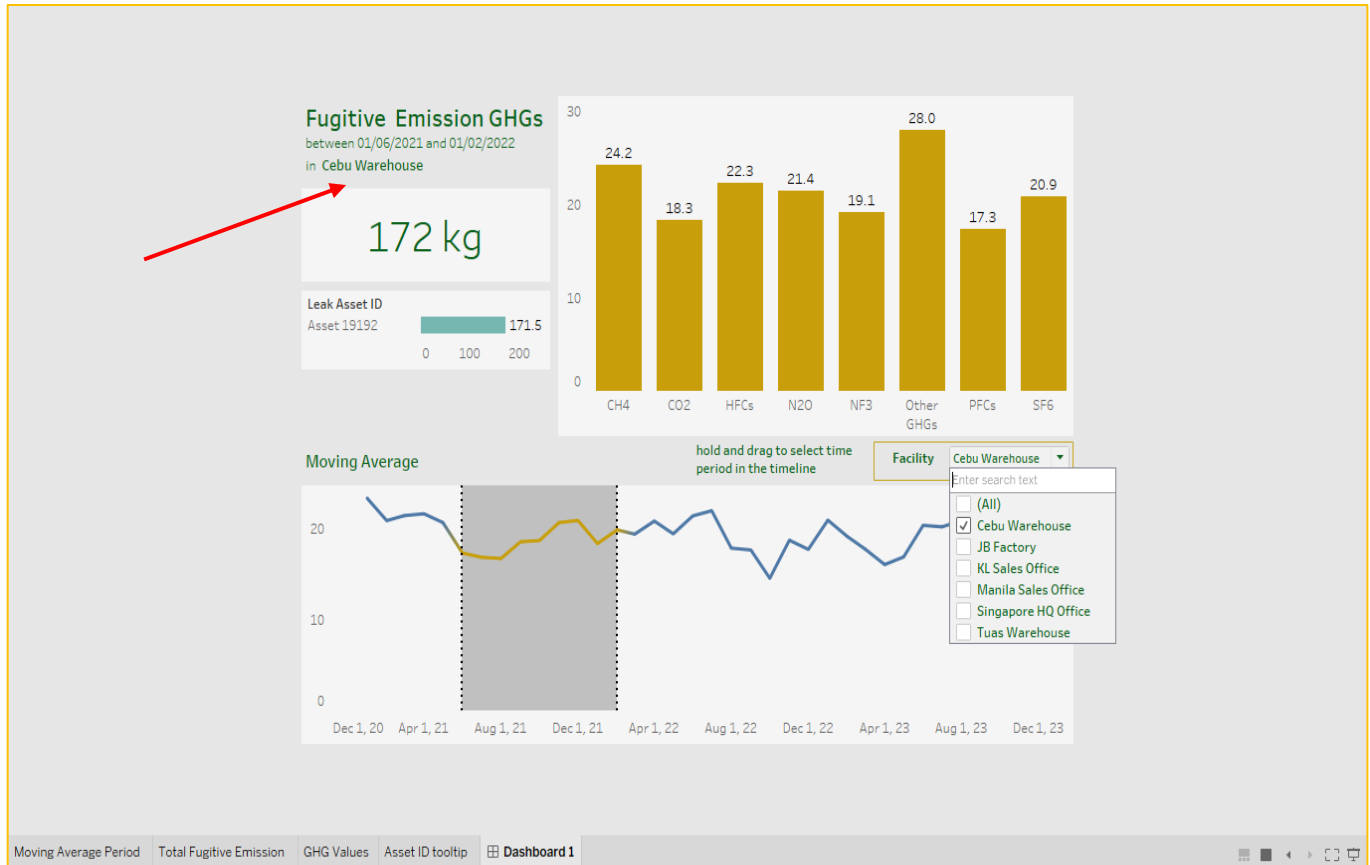 Fugitive Emission GHGs
between 01/06/2021 and 01/02/2022
in Cebu Warehouse
172 kg
Leak Asset ID
Asset 19192
171.5
0 100 200
30
20
10
0
24.2
18.3
22.3
21.4
19.1
28.0
17.3
20.9
CH4 CO2 HFCs N2O NF3 Other GHGs PFCs SF6
Moving Average
hold and drag to select time
period in the timeline
Facility Cebu Warehouse
Enter search text
(All)
Cebu Warehouse
JB Factory
KL Sales Office
Manila Sales Office
Singapore HQ Office
Tuas Warehouse
20
10
0
Dec 1, 20 Apr 1, 21 Aug 1, 21 Dec 1, 21 Apr 1, 22 Aug 1, 22 Dec 1, 22 Apr 1, 23 Aug 1, 23 Dec 1, 23
Moving Average Period Total Fugitive Emission GHG Values Asset ID tooltip Dashboard 1